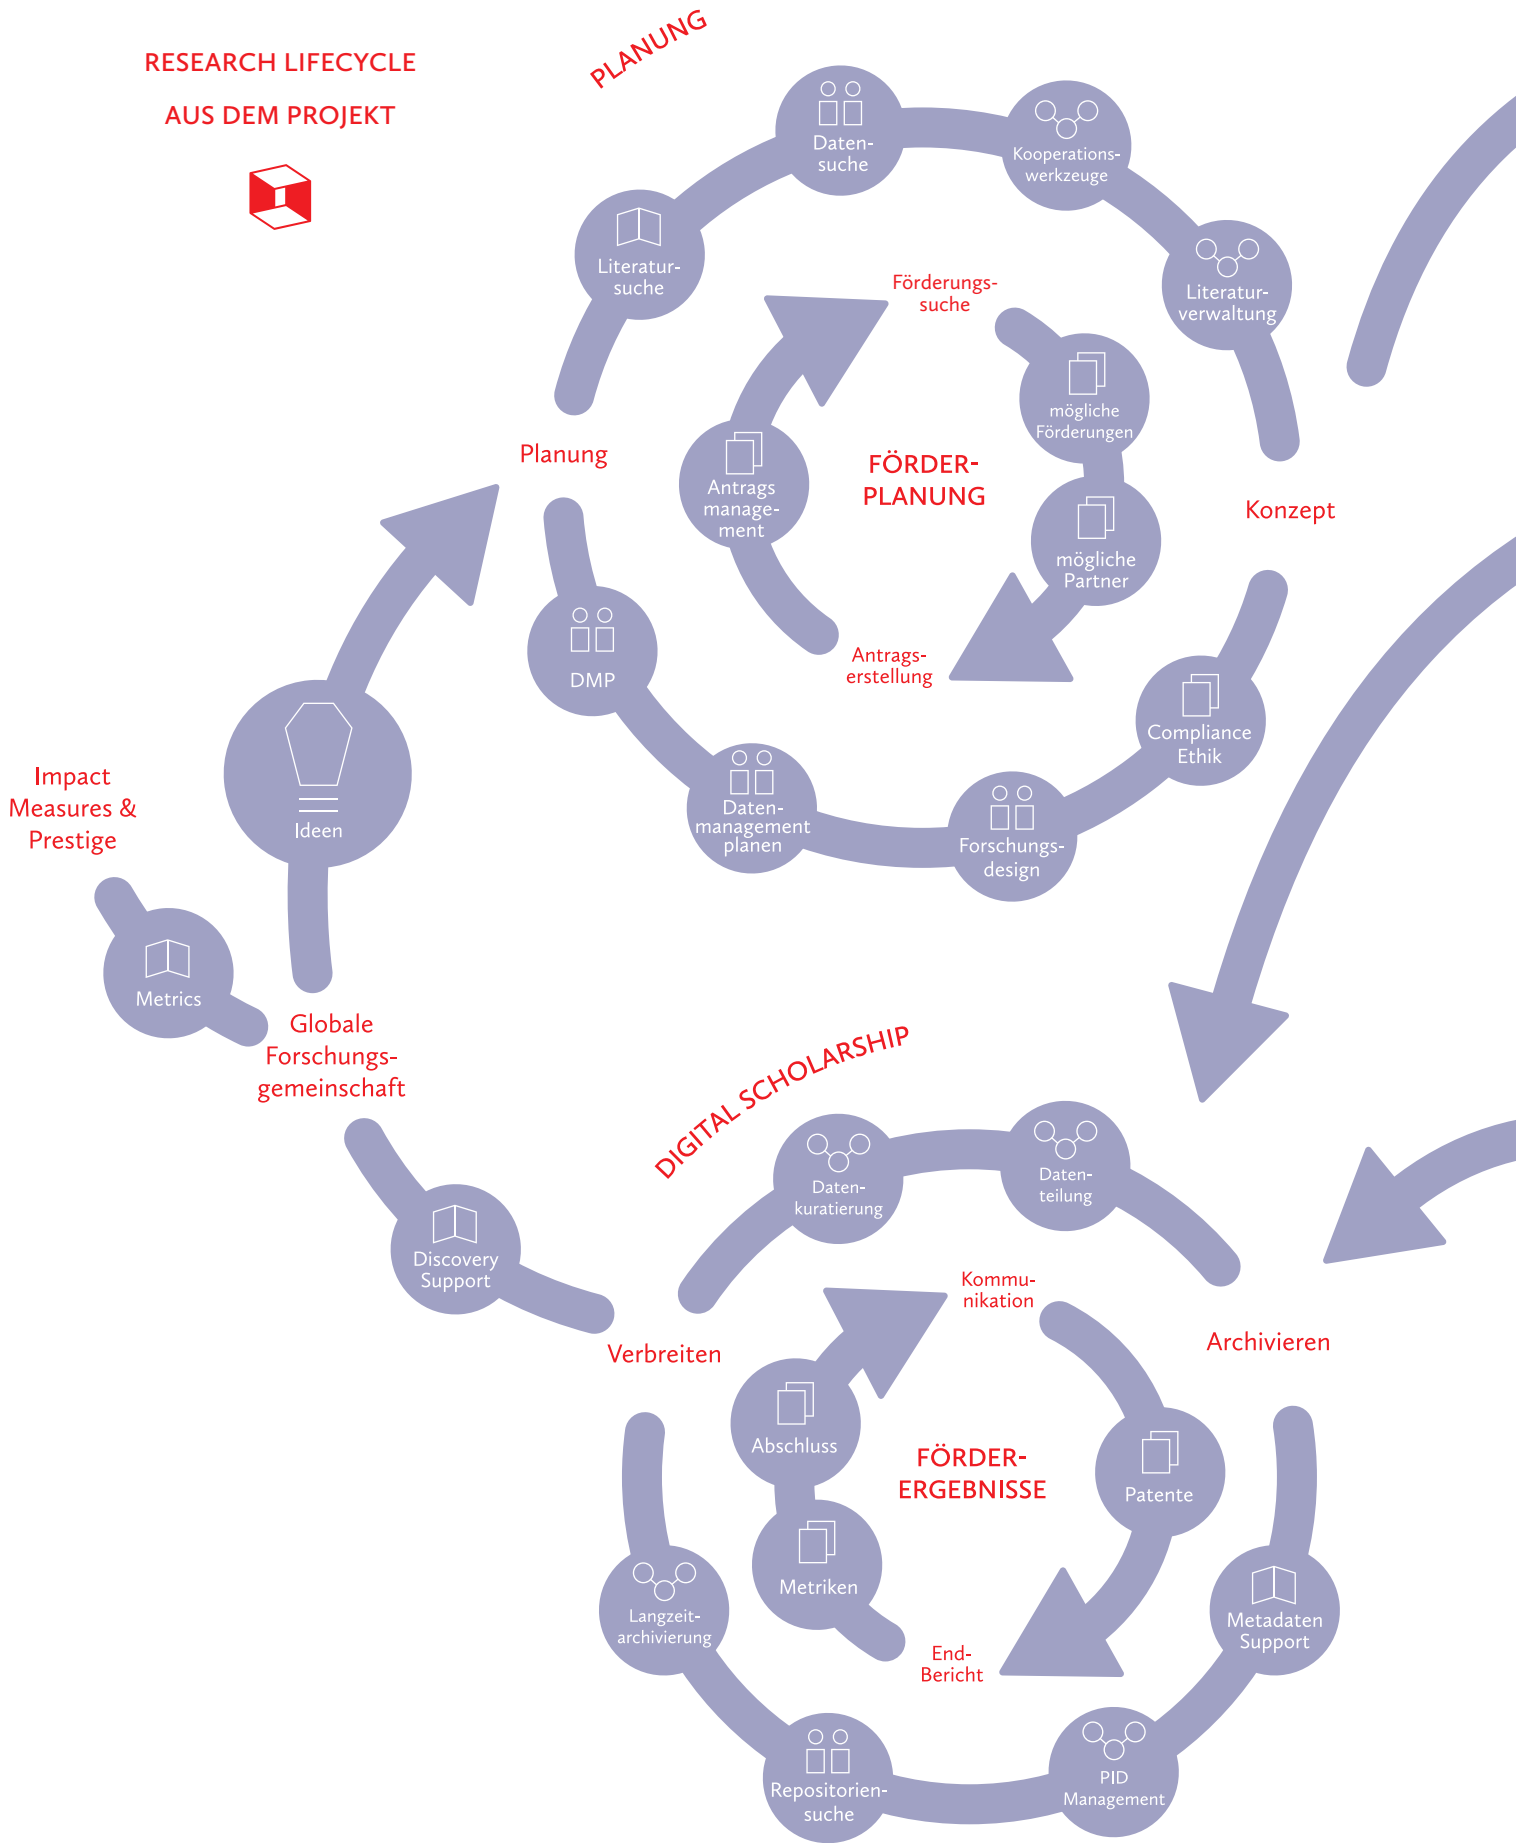 RESEARCH LIFECYCLE
AUS DEM PROJEKT
PLANUNG
Daten-
suche
Kooperations-
werkzeuge
Literatur-
suche
Literatur-
verwaltung
Förderungs-
suche
mögliche
Förderungen
Planung
FÖRDER-
PLANUNG
Antrags
manage-
ment
Konzept
mögliche
Partner
Antrags-
erstellung
DMP
Compliance
Ethik
Daten-
management
planen
Forschungs-
design
Impact
Measures &
Prestige
Ideen
Metrics
Globale
Forschungs-
gemeinschaft
DIGITAL SCHOLARSHIP
Daten-
kuratierung
Daten-
teilung
Discovery
Support
Kommu-
nikation
Verbreiten
Archivieren
Abschluss
FÖRDER-
ERGEBNISSE
Patente
Metriken
Langzeit-
archivierung
End-
Bericht
Metadaten
Support
Repositorien-
suche
PID
Management